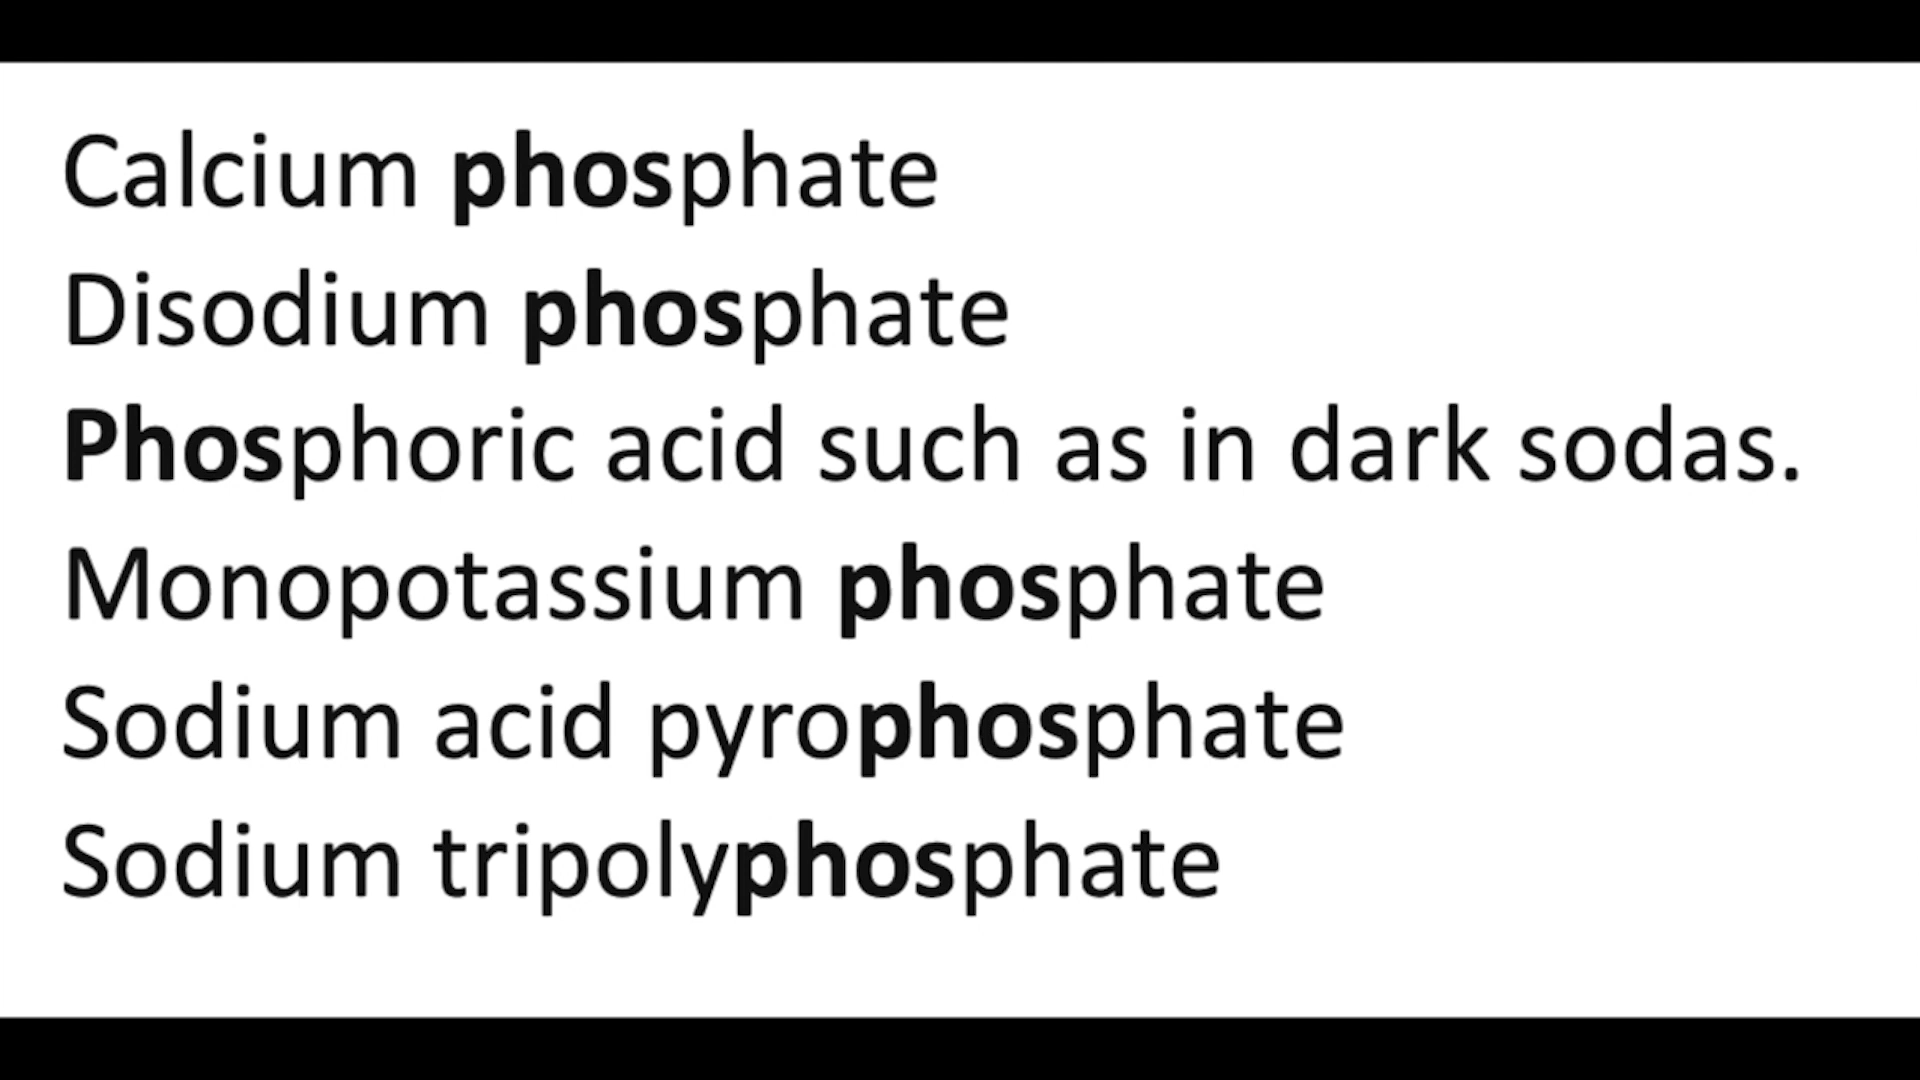 Calcium phosphate
Disodium phosphate
Phosphoric acid such as in dark sodas.
Monopotassium phosphate
Sodium acid pyrophosphate
Sodium tripolyphosphate